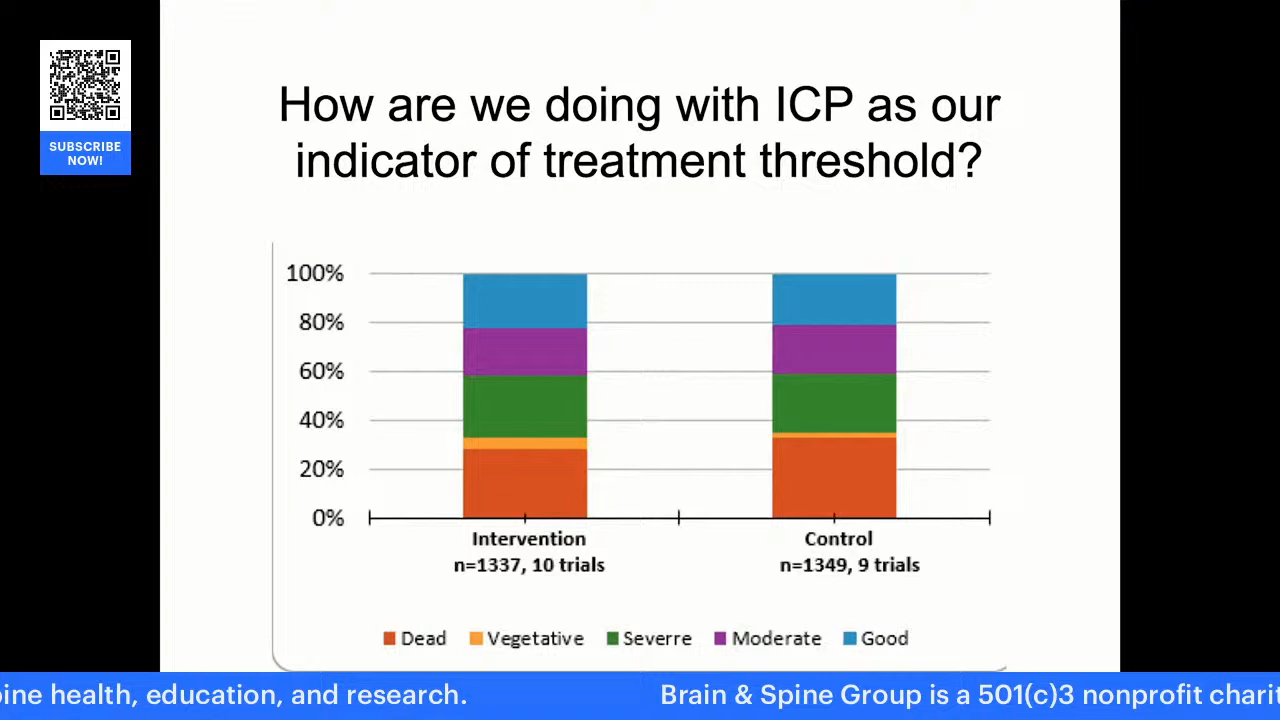 SUBSCRIBE
NOW!
How are we doing with ICP as our
indicator of treatment threshold?
100%
80%
60%
40%
20%
0%
Intervention
n=1337, 10 trials
Control
n=1349, 9 trials
Dead Vegetative Severre Moderate Good
ine health, education, and research. Brain & Spine Group is a 501(c)3 nonprofit charit